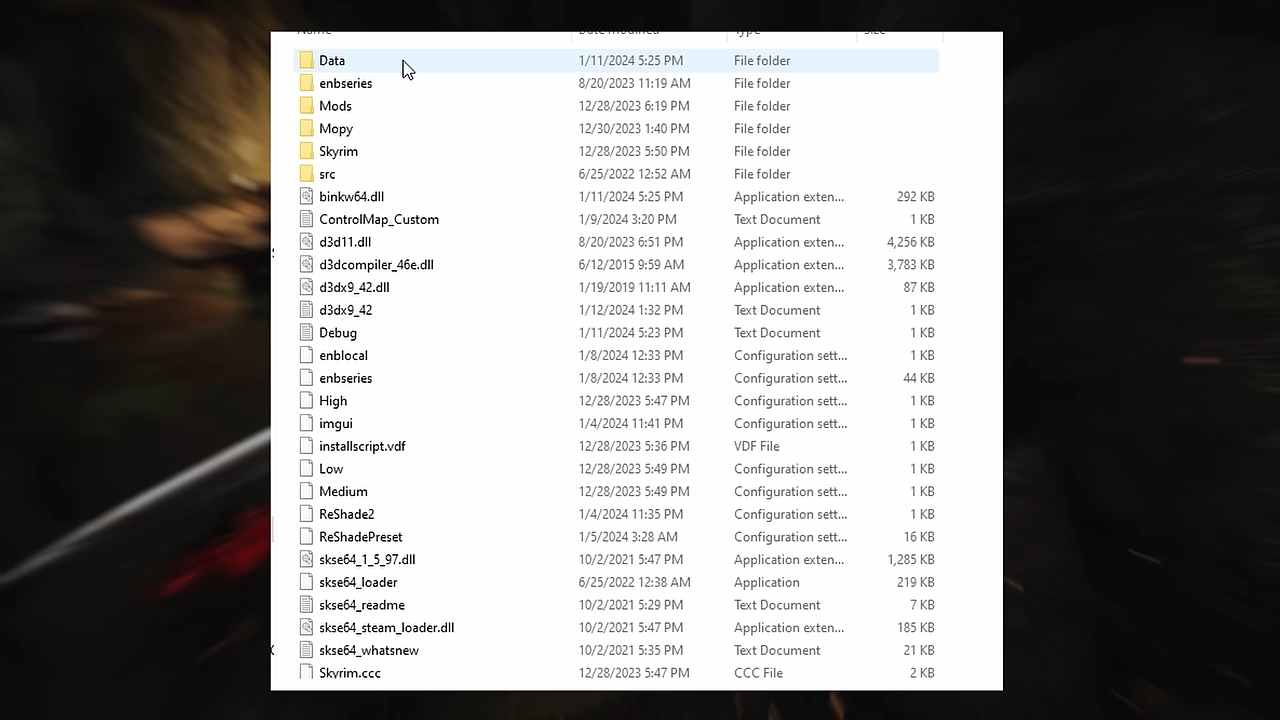 Name Date modified Type Size
Data 1/11/2024 5:25 PM File folder
enbseries 8/20/2023 11:19 AM File folder
Mods 12/28/2023 6:19 PM File folder
Mopy 12/30/2023 1:40 PM File folder
Skyrim 12/28/2023 5:50 PM File folder
src 6/25/2022 12:52 AM File folder
binkw64.dll 1/11/2024 5:25 PM Application exten... 292 KB
ControlMap_Custom 1/9/2024 3:20 PM Text Document 1 KB
d3d11.dll 8/20/2023 6:51 PM Application exten... 4,256 KB
d3dcompiler_46e.dll 6/12/2015 9:59 AM Application exten... 3,783 KB
d3dx9_42.dll 1/19/2019 11:11 AM Application exten... 87 KB
d3dx9_42 1/12/2024 1:32 PM Text Document 1 KB
Debug 1/11/2024 5:23 PM Text Document 1 KB
enblocal 1/8/2024 12:33 PM Configuration sett... 1 KB
enbseries 1/8/2024 12:33 PM Configuration sett... 44 KB
High 12/28/2023 5:47 PM Configuration sett... 1 KB
imgui 1/4/2024 11:41 PM Configuration sett... 1 KB
installscript.vdf 12/28/2023 5:36 PM VDF File 1 KB
Low 12/28/2023 5:49 PM Configuration sett... 1 KB
Medium 12/28/2023 5:49 PM Configuration sett... 1 KB
ReShade2 1/4/2024 11:35 PM Configuration sett... 1 KB
ReShadePreset 1/5/2024 3:28 AM Configuration sett... 16 KB
skse64_1_5_97.dll 10/2/2021 5:47 PM Application exten... 1,285 KB
skse64_loader 6/25/2022 12:38 AM Application 219 KB
skse64_readme 10/2/2021 5:29 PM Text Document 7 KB
skse64_steam_loader.dll 10/2/2021 5:47 PM Application exten... 185 KB
skse64_whatsnew 10/2/2021 5:35 PM Text Document 21 KB
Skyrim.ccc 12/28/2023 5:47 PM CCC File 2 KB